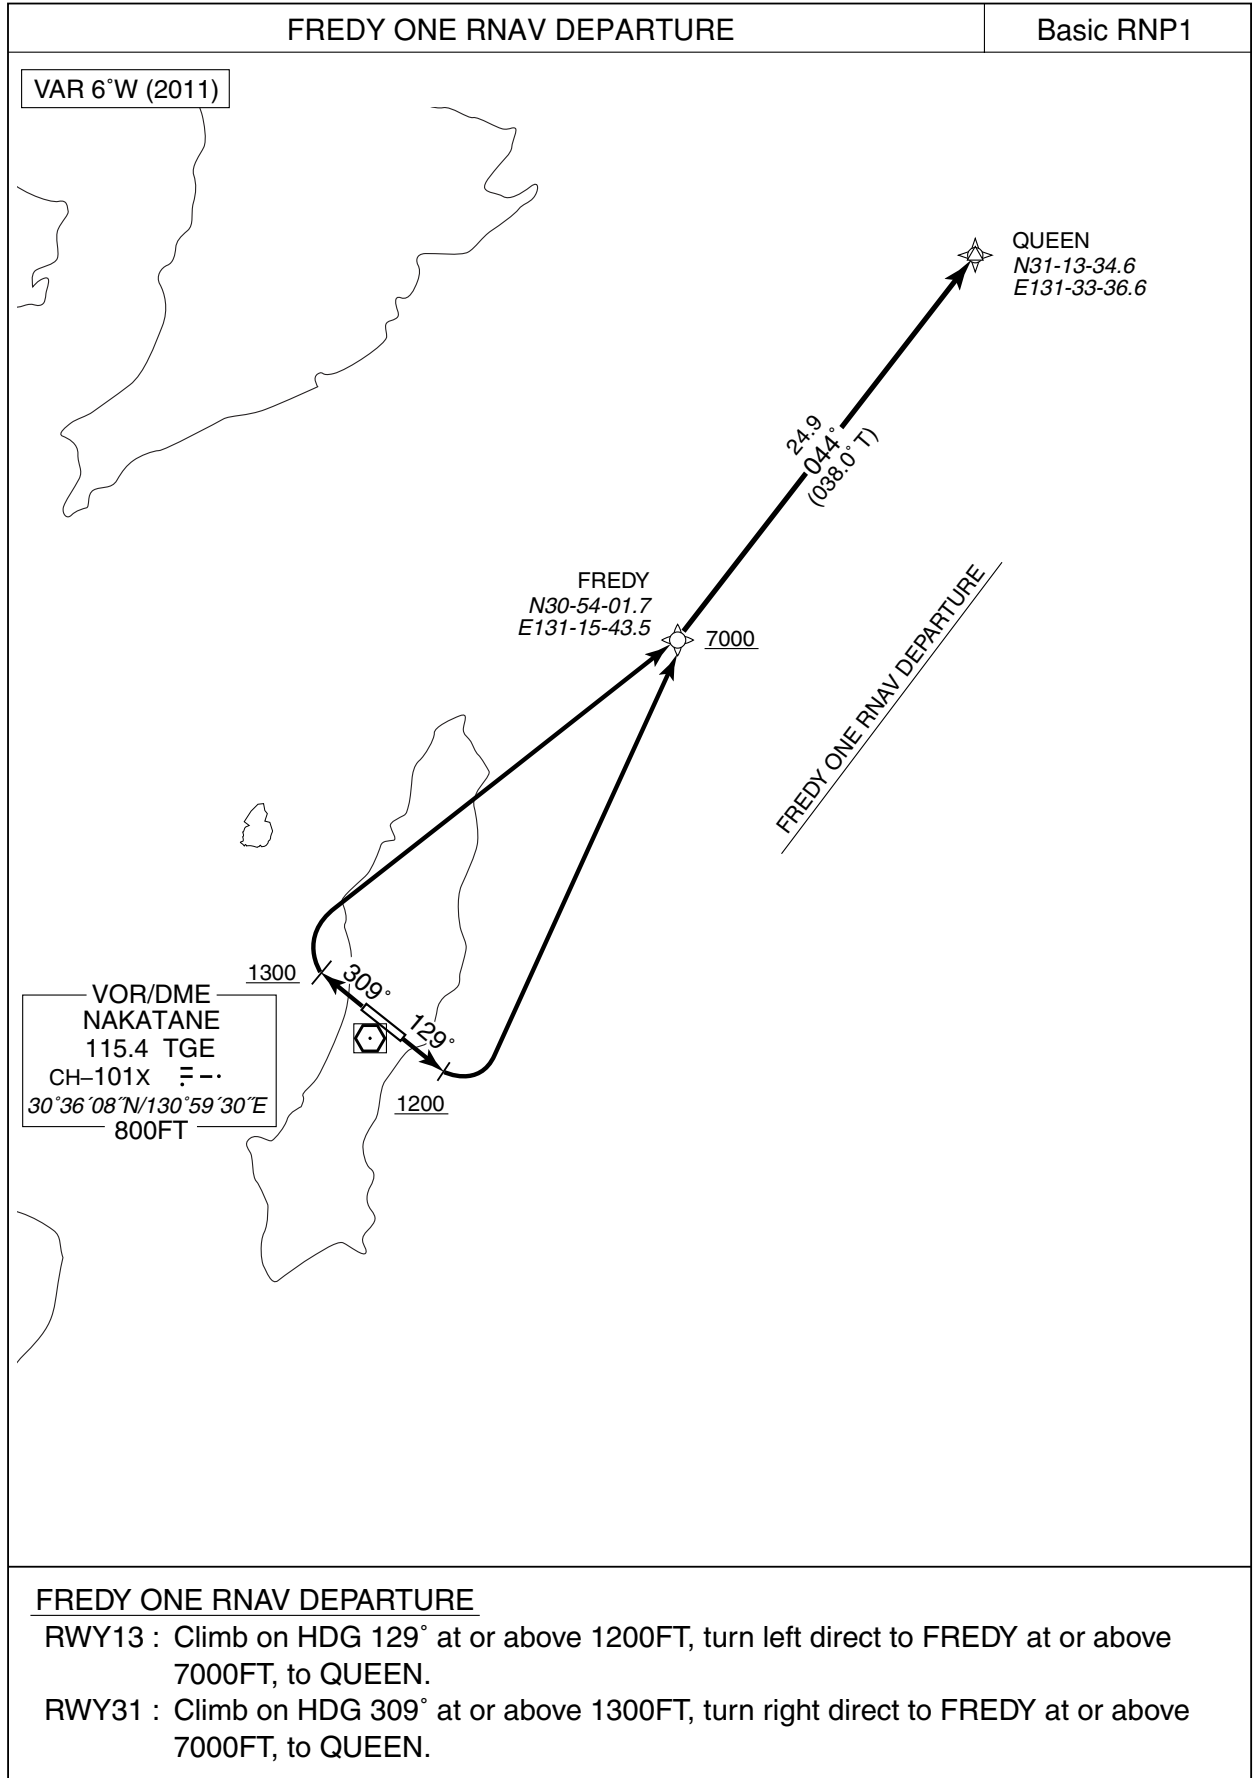 FREDY ONE RNAV DEPARTURE
Basic RNP1
VAR 6˚W (2011)
QUEEN
N31-13-34.6
E131-33-36.6
24.9
044˚
(038.0˚ T)
FREDY
N30-54-01.7
E131-15-43.5
7000
FREDY ONE RNAV DEPARTURE
1300
309˚
129˚
1200
VOR/DME
NAKATANE
115.4 TGE
CH–101X
30˚36´08˝N/130˚59´30˝E
800FT
FREDY ONE RNAV DEPARTURE
RWY13 : Climb on HDG 129˚ at or above 1200FT, turn left direct to FREDY at or above
7000FT, to QUEEN.
RWY31 : Climb on HDG 309˚ at or above 1300FT, turn right direct to FREDY at or above
7000FT, to QUEEN.